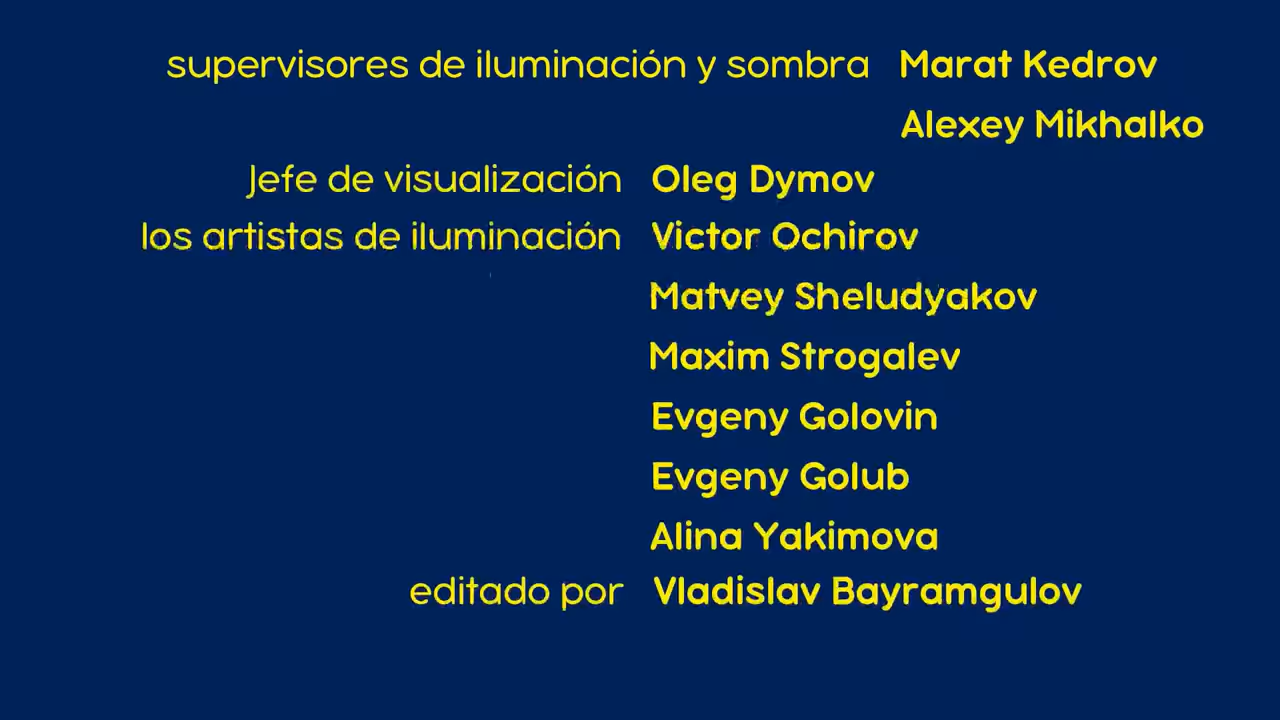 supervisores de iluminación y sombra Marat Kedrov
Alexey Mikhalko
Jefe de visualización Oleg Dymov
los artistas de iluminación Victor Ochirov
Matvey Sheludyakov
Maxim Strogalev
Evgeny Golovin
Evgeny Golub
Alina Yakimova
editado por Vladislav Bayramgulov